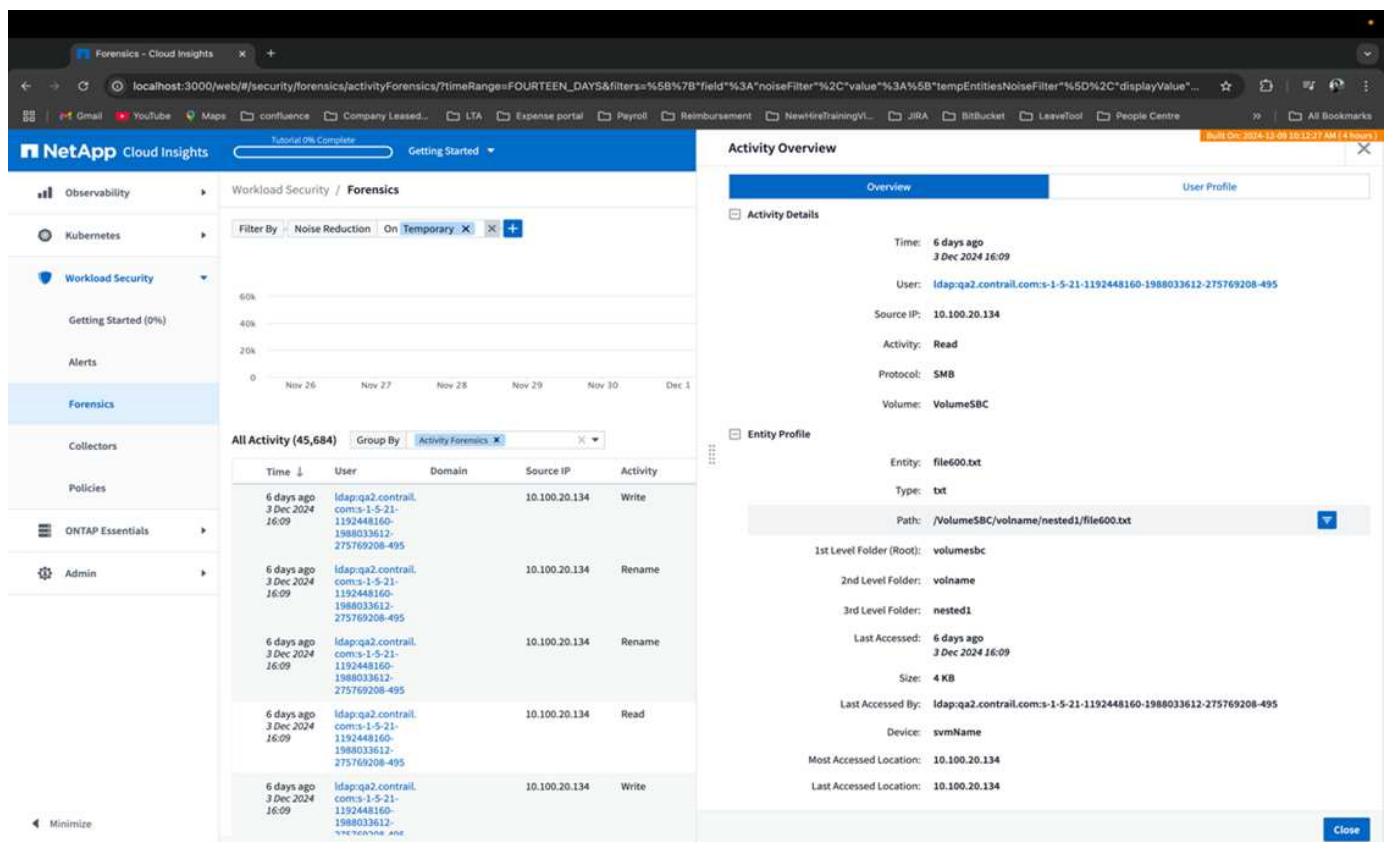 Forensics - Cloud Insights
localhost:3000/web/#/security/forensics/activityForensics/?timeRange=FOURTEEN_DAYS&filters=%5B%7B"field"%3A"noiseFilter"%2C"value"%3A%5B"tempEntitiesNoiseFilter"%5D%2C"displayValue"...
Gmail YouTube Maps confluence Company Leased... LTA Expense portal Payroll Reimbursement NewHireTrainingVi... JIRA BitBucket LeaveTool People Centre » All Bookmarks
Built On: 2024-12-09 10:12:27 AM ( 4 hours )
NetApp Cloud Insights
Tutorial 0% Complete
Getting Started
Observability
Kubernetes
Workload Security
Getting Started (0%)
Alerts
Forensics
Collectors
Policies
ONTAP Essentials
Admin
Minimize
Workload Security / Forensics
Filter By Noise Reduction On Temporary
60k
40k
20k
0
Nov 26 Nov 27 Nov 28 Nov 29 Nov 30 Dec 1
All Activity (45,684) Group By Activity Forensics
Time User Domain Source IP Activity
6 days ago ldap:qa2.contrail. 10.100.20.134 Write
3 Dec 2024 com:s-1-5-21-
16:09 1192448160-
1988033612-
275769208-495
6 days ago ldap:qa2.contrail. 10.100.20.134 Rename
3 Dec 2024 com:s-1-5-21-
16:09 1192448160-
1988033612-
275769208-495
6 days ago ldap:qa2.contrail. 10.100.20.134 Rename
3 Dec 2024 com:s-1-5-21-
16:09 1192448160-
1988033612-
275769208-495
6 days ago ldap:qa2.contrail. 10.100.20.134 Read
3 Dec 2024 com:s-1-5-21-
16:09 1192448160-
1988033612-
275769208-495
6 days ago ldap:qa2.contrail. 10.100.20.134 Write
3 Dec 2024 com:s-1-5-21-
16:09 1192448160-
1988033612-
275769208-495
Activity Overview
Overview User Profile
Activity Details
Time: 6 days ago
3 Dec 2024 16:09
User: ldap:qa2.contrail.com:s-1-5-21-1192448160-1988033612-275769208-495
Source IP: 10.100.20.134
Activity: Read
Protocol: SMB
Volume: VolumeSBC
Entity Profile
Entity: file600.txt
Type: txt
Path: /VolumeSBC/volname/nested1/file600.txt
1st Level Folder (Root): volumesbc
2nd Level Folder: volname
3rd Level Folder: nested1
Last Accessed: 6 days ago
3 Dec 2024 16:09
Size: 4 KB
Last Accessed By: ldap:qa2.contrail.com:s-1-5-21-1192448160-1988033612-275769208-495
Device: svmName
Most Accessed Location: 10.100.20.134
Last Accessed Location: 10.100.20.134
Close